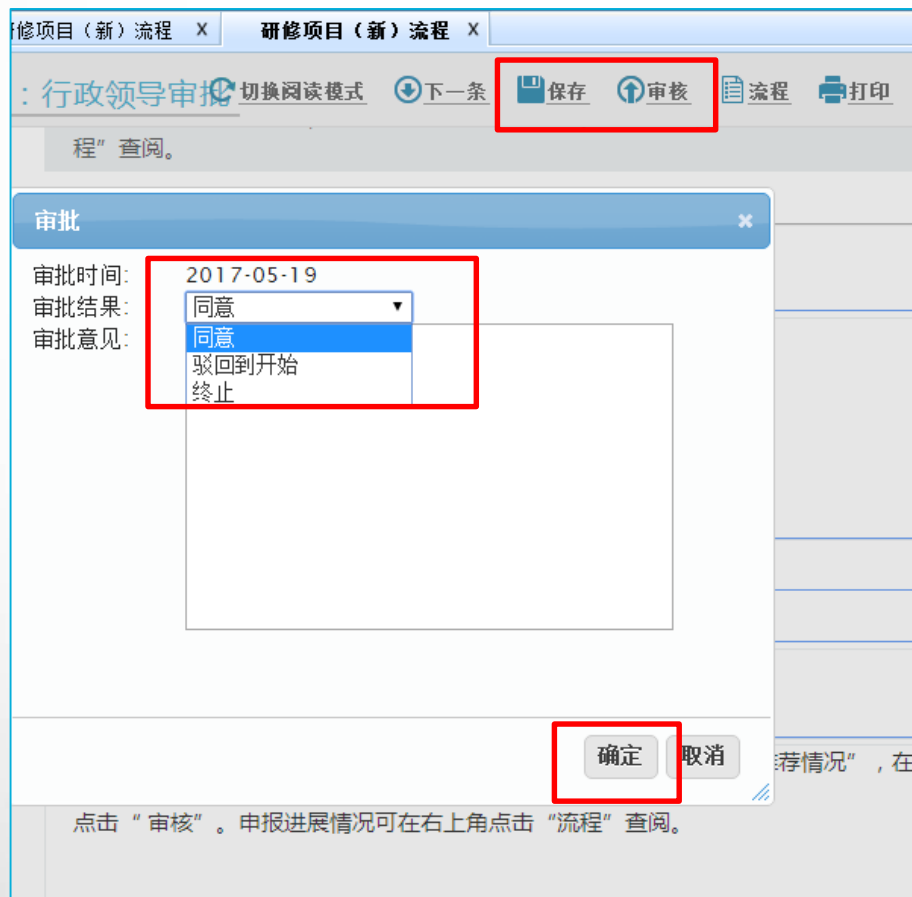 修项目（新）流程 X 研修项目（新）流程 X
：行政领导审批 切换阅读模式 下一条 保存 审核 流程 打印
程”查阅。
审批 ×
审批时间: 2017-05-19
审批结果: 同意
审批意见:
同意
驳回到开始
终止
确定 取消
荐情况”，在
点击“审核”。申报进展情况可在右上角点击“流程”查阅。